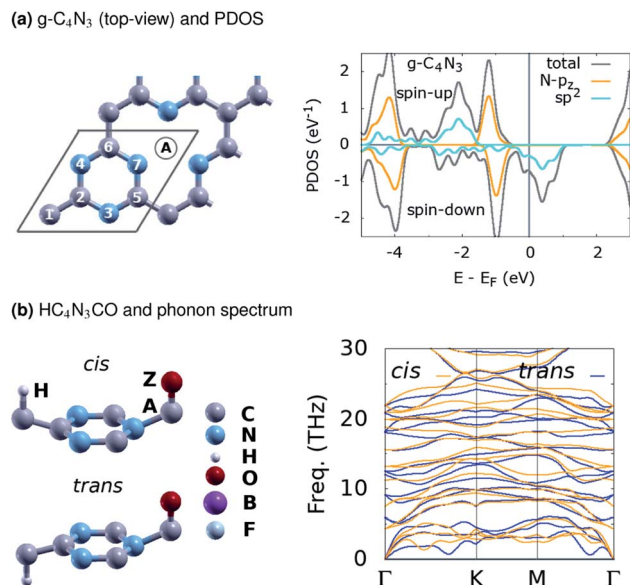 (a) g-C₄N₃ (top-view) and PDOS
A
6
4
7
2
5
1
3
g-C₄N₃
total
N-p_z
sp²
spin-up
spin-down
PDOS (eV⁻¹)
2
1
0
-1
-2
-4
-2
0
2
E - E_F (eV)
(b) HC₄N₃CO and phonon spectrum
cis
H
Z
A
trans
C
N
H
O
B
F
cis
trans
Freq. (THz)
30
20
10
0
Γ
K
M
Γ